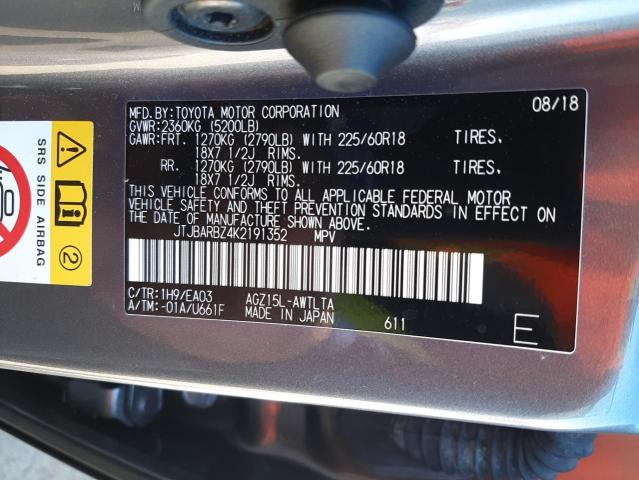 MFD.BY:TOYOTA MOTOR CORPORATION 08/18
GVWR:2360KG (5200LB)
GAWR:FRT. 1270KG (2790LB) WITH 225/60R18 TIRES.
18X7 1/2J RIMS.
RR. 1270KG (2790LB) WITH 225/60R18 TIRES.
18X7 1/2J RIMS.
THIS VEHICLE CONFORMS TO ALL APPLICABLE FEDERAL MOTOR
VEHICLE SAFETY AND THEFT PREVENTION STANDARDS IN EFFECT ON
THE DATE OF MANUFACTURE SHOWN ABOVE.
JTJBARBZ4K2191352 MPV
C/TR:1H9/EA03 AGZ15L-AWTLTA
A/TM:-01A/U661F MADE IN JAPAN 611
E
SRS SIDE AIRBAG
2